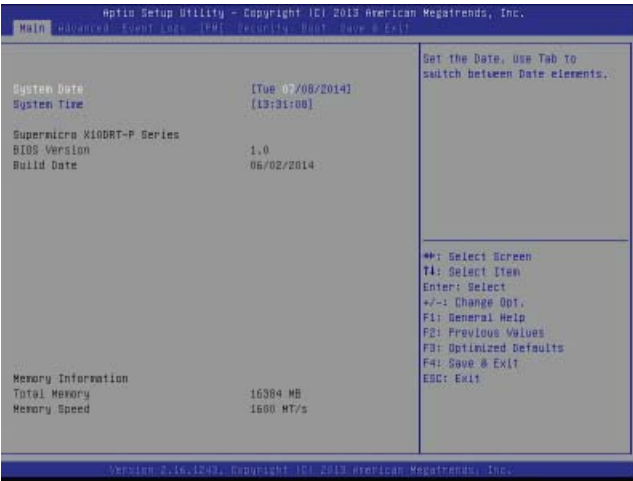 Aptio Setup Utility - Copyright (C) 2013 American Megatrends, Inc.
Main Advanced Event Logs IPMI Security Boot Save & Exit
System Date [Tue 07/08/2014]
System Time [13:31:08]
Supermicro X10DRT-P Series
BIOS Version 1.0
Build Date 06/02/2014
Memory Information
Total Memory 16384 MB
Memory Speed 1600 MT/s
Set the Date. Use Tab to
switch between Date elements.
↔: Select Screen
↑↓: Select Item
Enter: Select
+/-: Change Opt.
F1: General Help
F2: Previous Values
F3: Optimized Defaults
F4: Save & Exit
ESC: Exit
Version 2.16.1243. Copyright (C) 2013 American Megatrends, Inc.